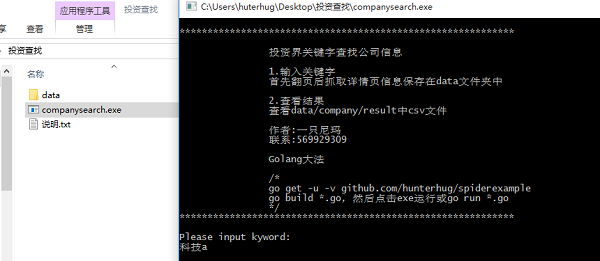 应用程序工具
投资查找
共享
查看
管理
投资查找
名称
data
companysearch.exe
说明.txt
C:\Users\huterhug\Desktop\投资查找\companysearch.exe
************************************************************
投资界关键字查找公司信息
1.输入关键字
首先翻页后抓取详情页信息保存在data文件夹中
2.查看结果
查看data/company/result中csv文件
作者:一只尼玛
联系:569929309
Golang大法
/*
go get -u -v github.com/hunterhug/spiderexample
go build *.go, 然后点击exe运行或go run *.go
*/
************************************************************
Please input kyword:
科技a